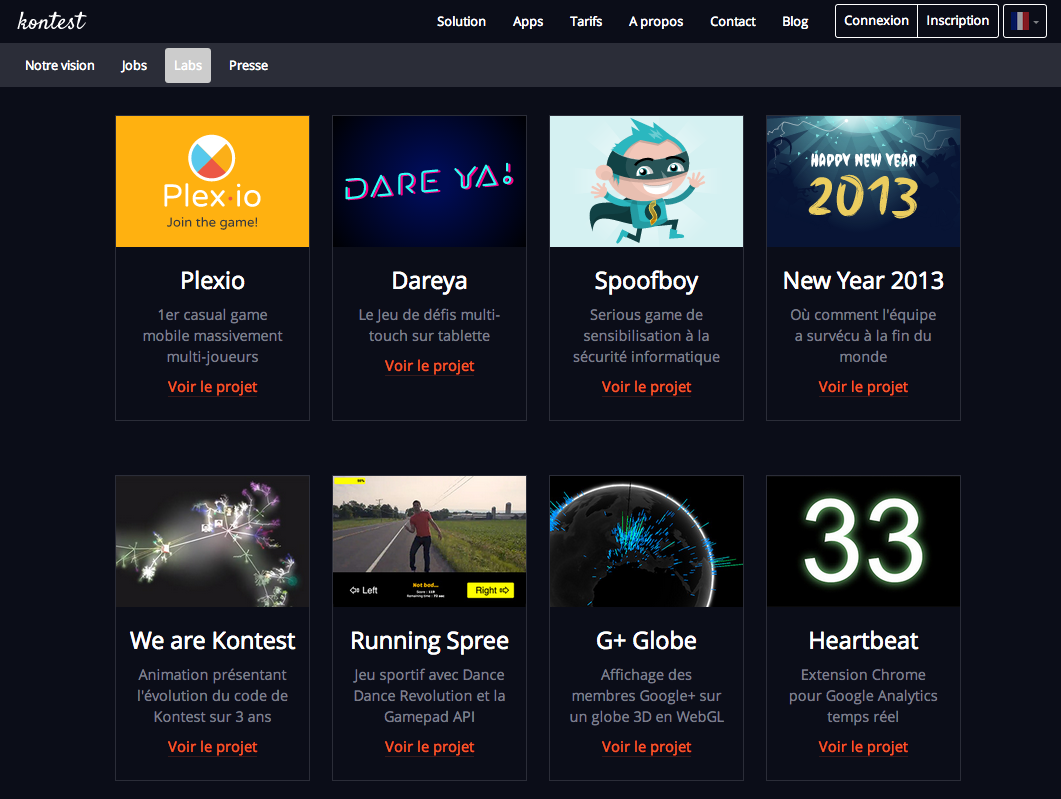 kontest
Solution Apps Tarifs A propos Contact Blog Connexion Inscription
Notre vision Jobs Labs Presse
Plex.io
Join the game!
DARE YA!
HAPPY NEW YEAR
2013
Plexio
1er casual game
mobile massivement
multi-joueurs
Voir le projet
Dareya
Le Jeu de défis multi-
touch sur tablette
Voir le projet
Spoofboy
Serious game de
sensibilisation à la
sécurité informatique
Voir le projet
New Year 2013
Où comment l'équipe
a survécu à la fin du
monde
Voir le projet
Not bad...
Left
Right
33
We are Kontest
Animation présentant
l'évolution du code de
Kontest sur 3 ans
Voir le projet
Running Spree
Jeu sportif avec Dance
Dance Revolution et la
Gamepad API
Voir le projet
G+ Globe
Affichage des
membres Google+ sur
un globe 3D en WebGL
Voir le projet
Heartbeat
Extension Chrome
pour Google Analytics
temps réel
Voir le projet